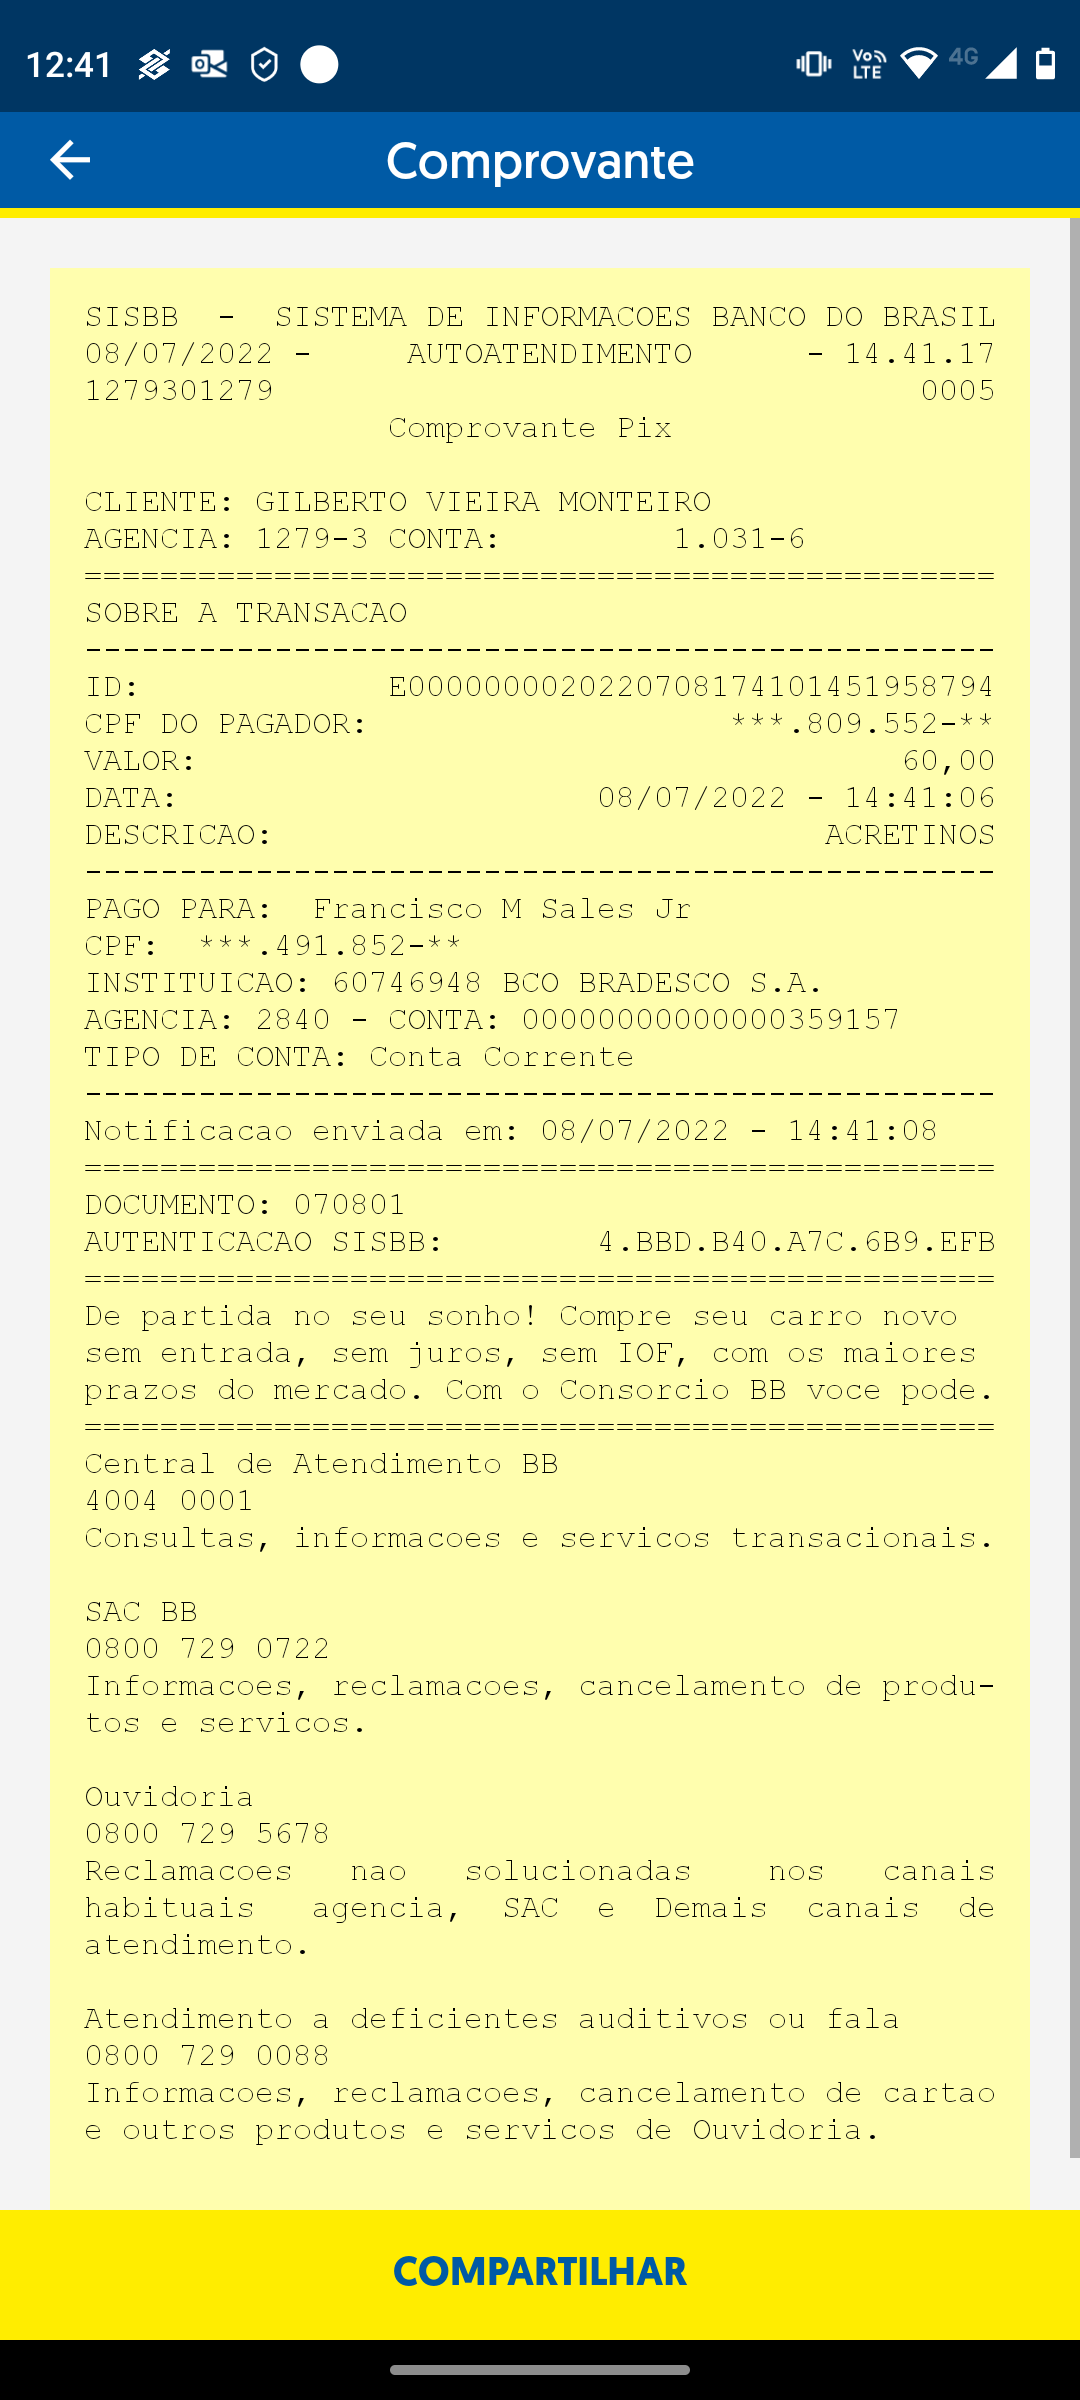 12:41
Vo LTE
4G
Comprovante
SISBB - SISTEMA DE INFORMACOES BANCO DO BRASIL
08/07/2022 - AUTOATENDIMENTO - 14.41.17
1279301279 0005
Comprovante Pix
CLIENTE: GILBERTO VIEIRA MONTEIRO
AGENCIA: 1279-3 CONTA: 1.031-6
================================================
SOBRE A TRANSACAO
------------------------------------------------
ID: E0000000020220708174101451958794
CPF DO PAGADOR: ***.809.552-**
VALOR: 60,00
DATA: 08/07/2022 - 14:41:06
DESCRICAO: ACRETINOS
------------------------------------------------
PAGO PARA: Francisco M Sales Jr
CPF: ***.491.852-**
INSTITUICAO: 60746948 BCO BRADESCO S.A.
AGENCIA: 2840 - CONTA: 00000000000000359157
TIPO DE CONTA: Conta Corrente
------------------------------------------------
Notificacao enviada em: 08/07/2022 - 14:41:08
================================================
DOCUMENTO: 070801
AUTENTICACAO SISBB: 4.BBD.B40.A7C.6B9.EFB
================================================
De partida no seu sonho! Compre seu carro novo
sem entrada, sem juros, sem IOF, com os maiores
prazos do mercado. Com o Consorcio BB voce pode.
================================================
Central de Atendimento BB
4004 0001
Consultas, informacoes e servicos transacionais.
SAC BB
0800 729 0722
Informacoes, reclamacoes, cancelamento de produ-
tos e servicos.
Ouvidoria
0800 729 5678
Reclamacoes nao solucionadas nos canais
habituais agencia, SAC e Demais canais de
atendimento.
Atendimento a deficientes auditivos ou fala
0800 729 0088
Informacoes, reclamacoes, cancelamento de cartao
e outros produtos e servicos de Ouvidoria.
COMPARTILHAR